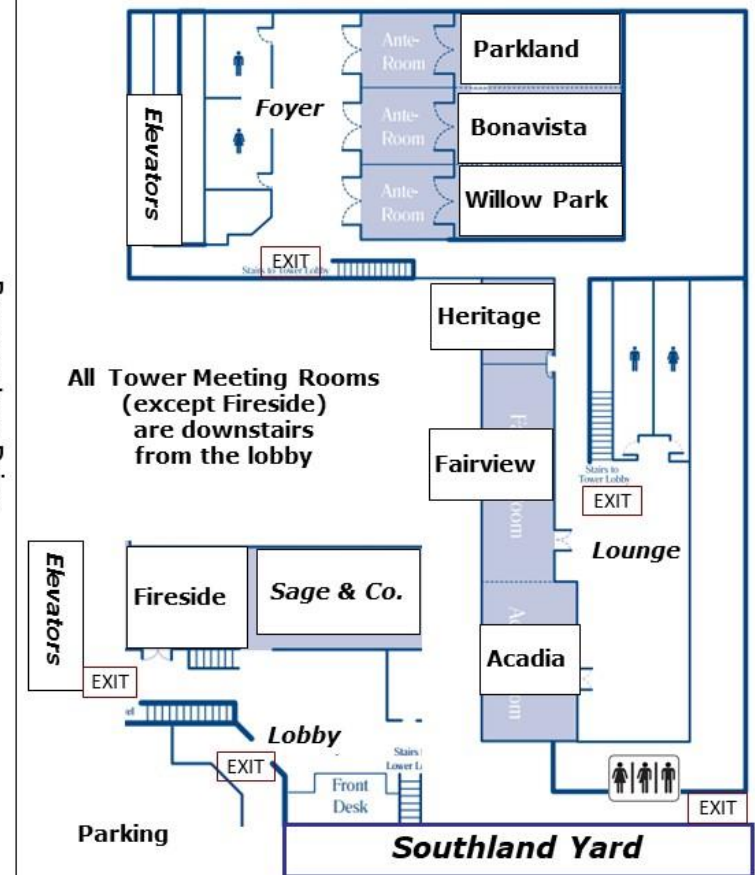 Parkland
Ante-
Room
Bonavista
Ante-
Room
Willow Park
Ante-
Room
Foyer
Elevators
EXIT
Stairs to Tower Lobby
Heritage
All Tower Meeting Rooms
(except Fireside)
are downstairs
from the lobby
Fairview
Stairs to
Tower Lobby
EXIT
Lounge
Elevators
Fireside
Sage & Co.
Acadia
EXIT
Lobby
EXIT
Stairs
Lower
Front
Desk
EXIT
Parking
Southland Yard